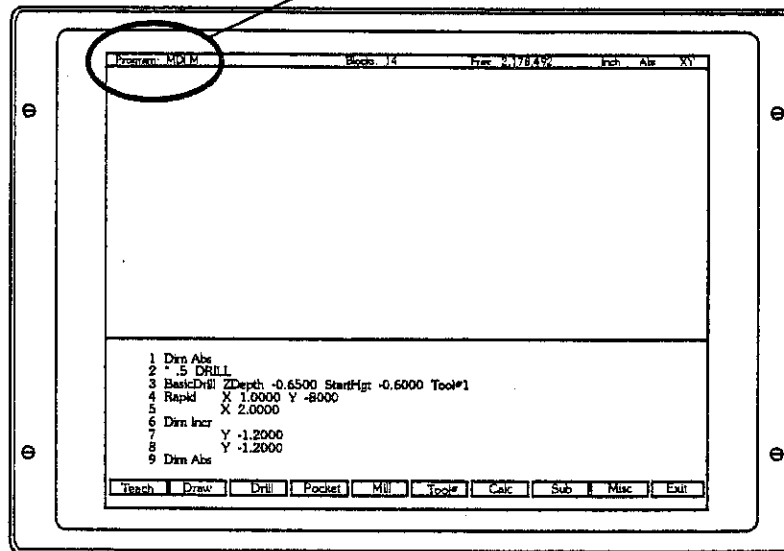 Program: MDI_M Blocks: 14 Free: 2,178,492 Inch Abs XY
1 Dim Abs
2 * .5 DRILL
3 BasicDrill ZDepth -0.6500 StartHgt -0.6000 Tool#1
4 Rapid X 1.0000 Y -8000
5 X 2.0000
6 Dim Incr
7 Y -1.2000
8 Y -1.2000
9 Dim Abs
Teach Draw Drill Pocket Mill Tool# Calc Sub Misc Exit